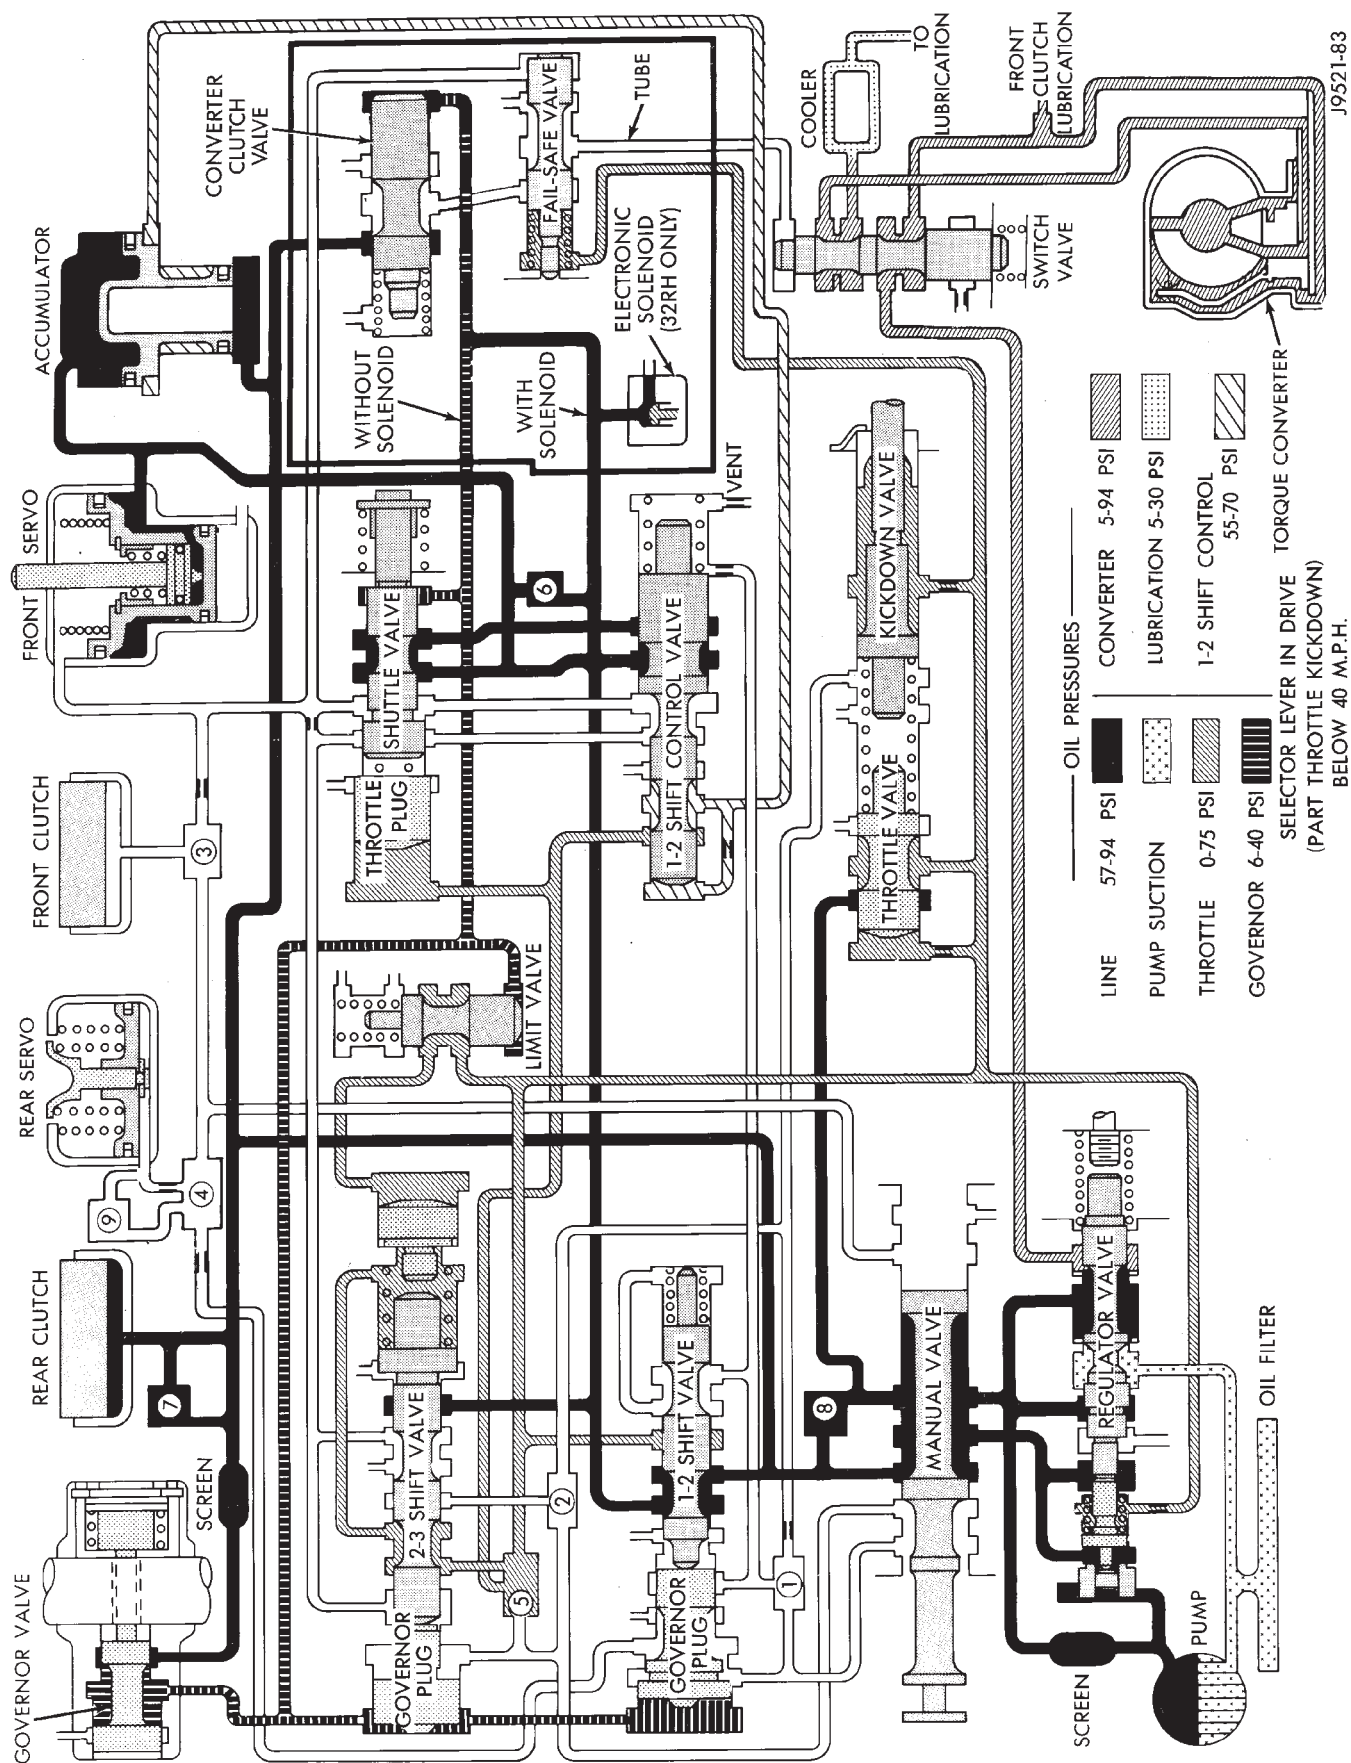 GOVERNOR VALVE
SCREEN
REAR CLUTCH
7
9
4
REAR SERVO
FRONT CLUTCH
3
FRONT SERVO
ACCUMULATOR
CONVERTER
CLUTCH
VALVE
GOVERNOR
PLUG
2-3 SHIFT VALVE
5
2
LIMIT VALVE
THROTTLE
PLUG
SHUTTLE VALVE
6
WITHOUT
SOLENOID
WITH
SOLENOID
ELECTRONIC
SOLENOID
(32RH ONLY)
FAIL-SAFE VALVE
TUBE
GOVERNOR
PLUG
1-2 SHIFT VALVE
1
8
1-2 SHIFT CONTROL VALVE
VENT
THROTTLE VALVE
KICKDOWN VALVE
COOLER
TO
LUBRICATION
FRONT
CLUTCH
LUBRICATION
SWITCH
VALVE
MANUAL VALVE
REGULATOR VALVE
SCREEN
PUMP
OIL FILTER
TORQUE CONVERTER
OIL PRESSURES
LINE 57-94 PSI
PUMP SUCTION
THROTTLE 0-75 PSI
GOVERNOR 6-40 PSI
CONVERTER 5-94 PSI
LUBRICATION 5-30 PSI
1-2 SHIFT CONTROL
55-70 PSI
SELECTOR LEVER IN DRIVE
(PART THROTTLE KICKDOWN)
BELOW 40 M.P.H.
J9521-83